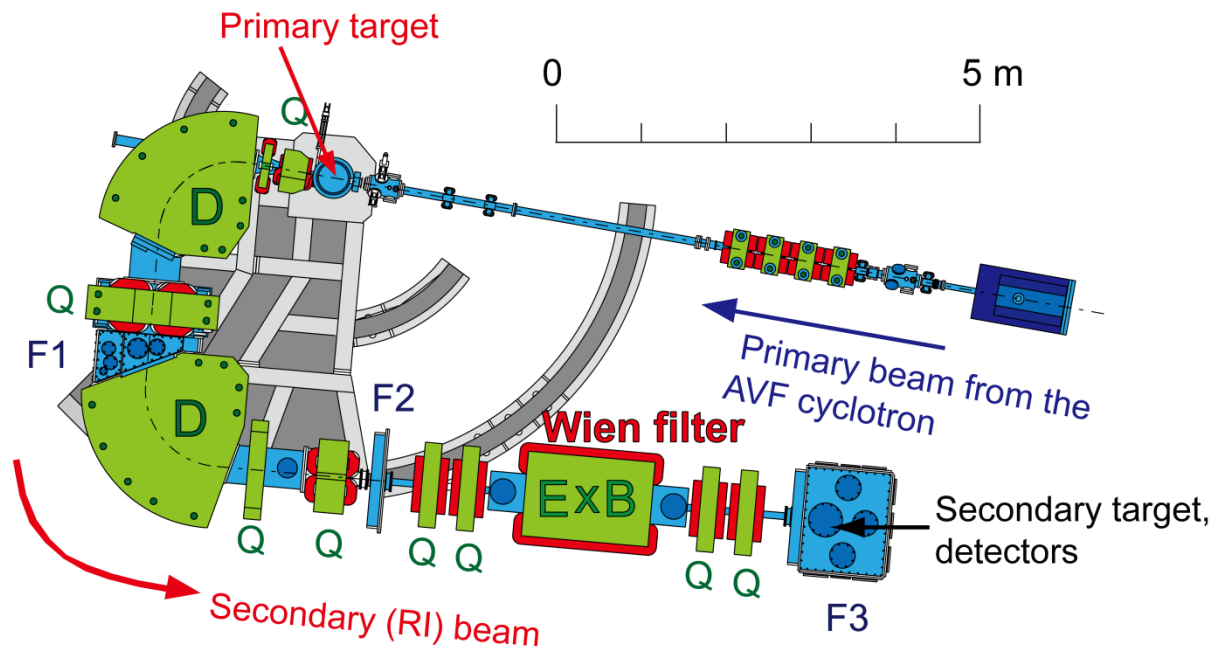 Primary target
0
5 m
Q
D
Q
F1
Primary beam from the
AVF cyclotron
F2
D
Wien filter
ExB
Secondary target,
detectors
Q
Q
Q
Q
Q
Q
F3
Secondary (RI) beam